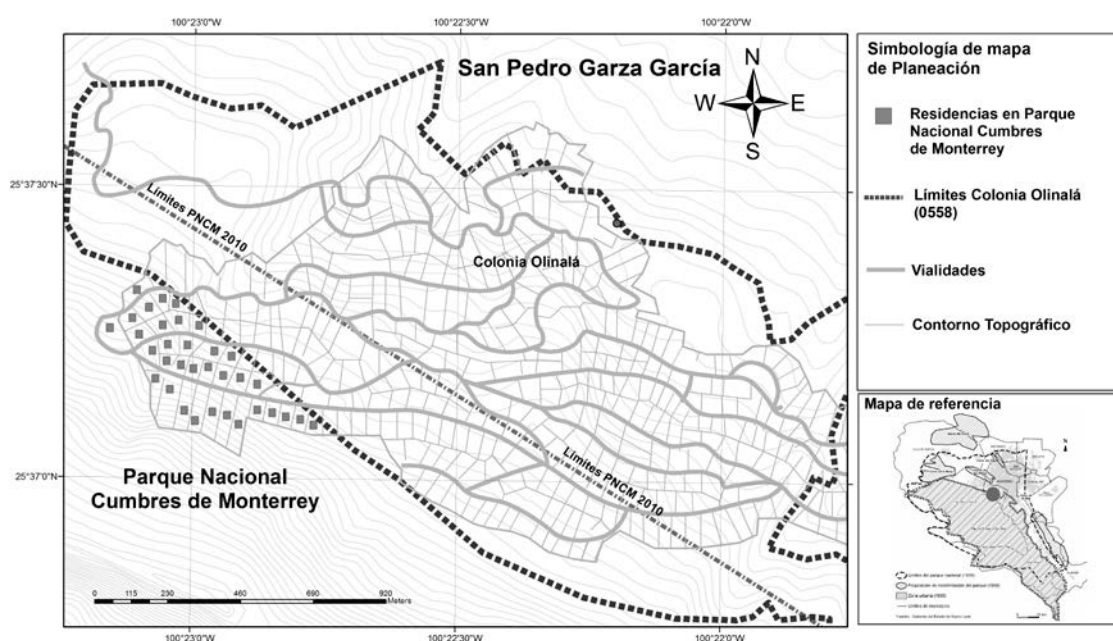 100°23'0"W
100°22'30"W
100°22'0"W
San Pedro Garza García
N
W
E
S
25°37'30"N
Límites PNCM 2010
Colonia Olinalá
Límites PNCM 2010
25°37'0"N
Parque Nacional
Cumbres de Monterrey
0
115
230
460
690
920
Meters
100°23'0"W
100°22'30"W
100°22'0"W
Simbología de mapa
de Planeación
Residencias en Parque
Nacional Cumbres
de Monterrey
Límites Colonia Olinalá
(0558)
Vialidades
Contorno Topográfico
Mapa de referencia